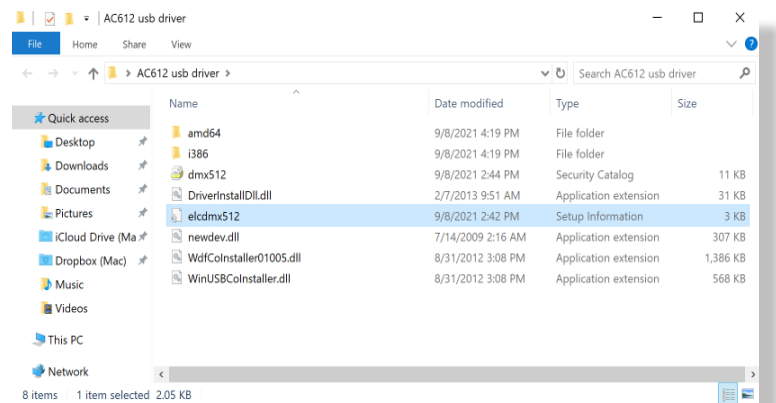 AC612 usb driver
File Home Share View
AC612 usb driver Search AC612 usb driver
Name Date modified Type Size
Quick access
Desktop
Downloads
Documents
Pictures
iCloud Drive (Ma
Dropbox (Mac)
Music
Videos
This PC
Network
amd64 9/8/2021 4:19 PM File folder
i386 9/8/2021 4:19 PM File folder
dmx512 9/8/2021 2:44 PM Security Catalog 11 KB
DriverInstallDll.dll 2/7/2013 9:51 AM Application extension 31 KB
elcdmx512 9/8/2021 2:42 PM Setup Information 3 KB
newdev.dll 7/14/2009 2:16 AM Application extension 307 KB
WdfCoInstaller01005.dll 8/31/2012 3:08 PM Application extension 1,386 KB
WinUSBCoInstaller.dll 8/31/2012 3:08 PM Application extension 568 KB
8 items 1 item selected 2.05 KB